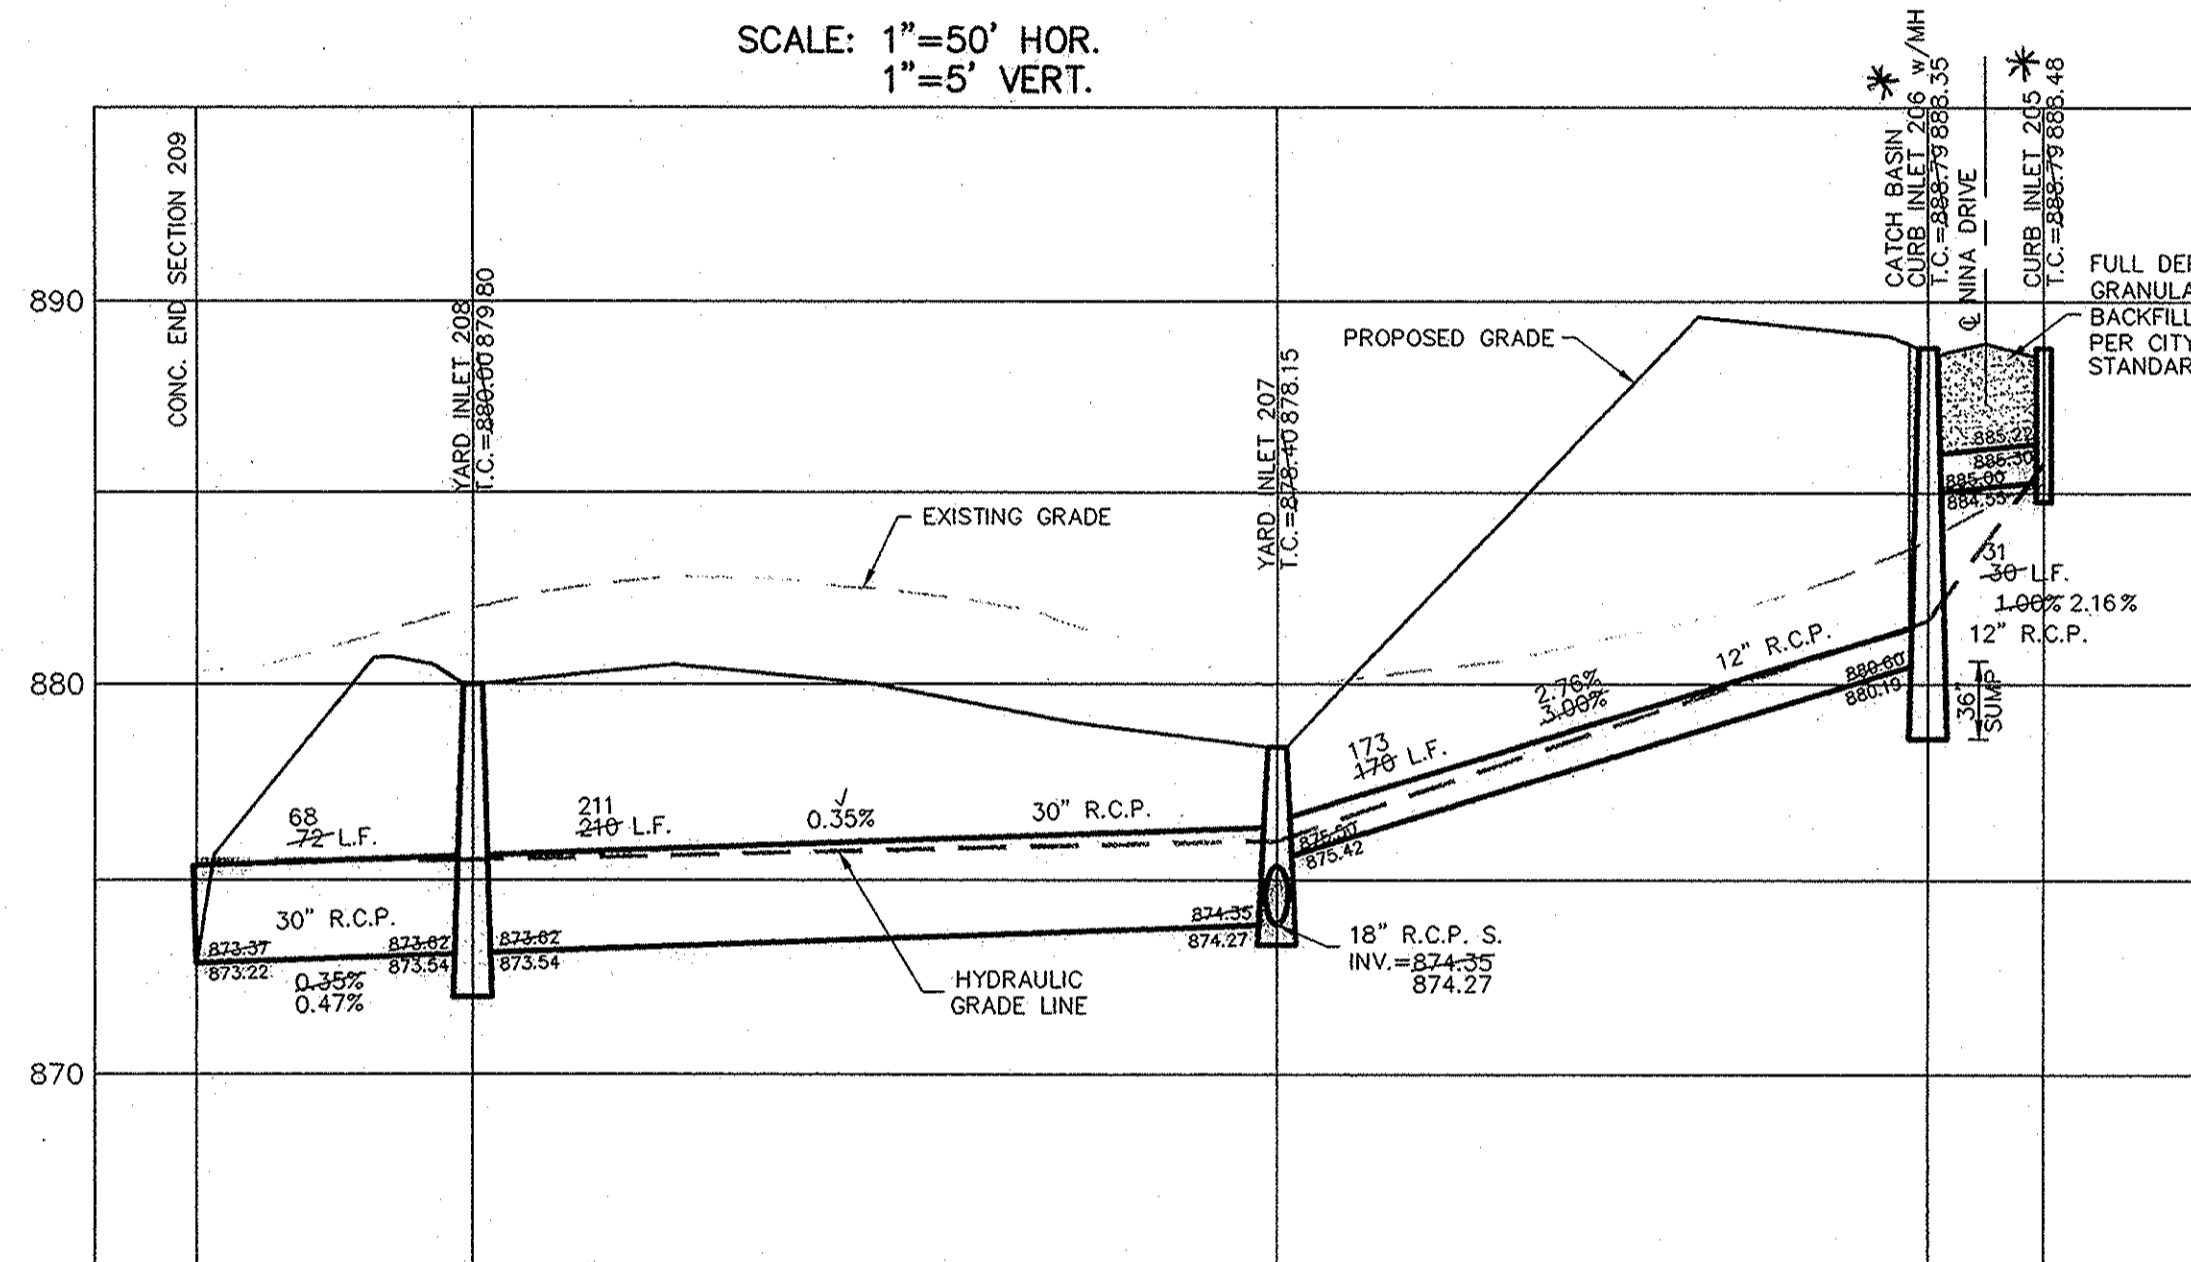 SCALE: 1"=50' HOR.
1"=5' VERT.
CONC. END SECTION 209
YARD INLET 208
T.C.=880.00 879.80
YARD INLET 207
T.C.=878.40 878.15
CATCH BASIN
CURB INLET 206 w/MH
T.C.=888.79 888.35
℄ NINA DRIVE
CURB INLET 205
T.C.=888.79 888.48
FULL DEP
GRANULA
BACKFILL
PER CITY
STANDAR
890
880
870
PROPOSED GRADE
EXISTING GRADE
885.22
885.30
885.00
884.55
31
30 L.F.
1.00% 2.16%
12" R.C.P.
36"
SUMP
12" R.C.P.
880.60
880.19
2.76%
3.00%
173
170 L.F.
875.42
68
72 L.F.
211
210 L.F.
0.35%
30" R.C.P.
30" R.C.P.
873.37
873.22
873.62
873.54
873.62
873.54
0.35%
0.47%
874.35
874.27
18" R.C.P. S.
INV.=874.35
874.27
HYDRAULIC
GRADE LINE